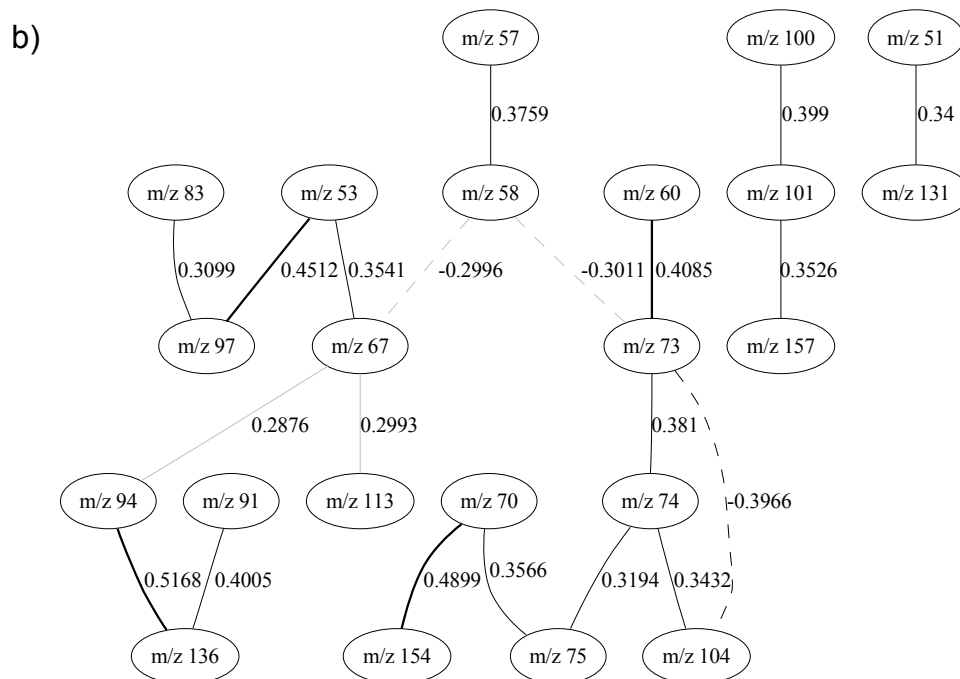 b)
m/z 57
m/z 100
m/z 51
0.3759
0.399
0.34
m/z 83
m/z 53
m/z 58
m/z 60
m/z 101
m/z 131
0.3099
0.4512
0.3541
-0.2996
-0.3011
0.4085
0.3526
m/z 97
m/z 67
m/z 73
m/z 157
0.2876
0.2993
0.381
m/z 94
m/z 91
m/z 113
m/z 70
m/z 74
-0.3966
0.5168
0.4005
0.4899
0.3566
0.3194
0.3432
m/z 136
m/z 154
m/z 75
m/z 104